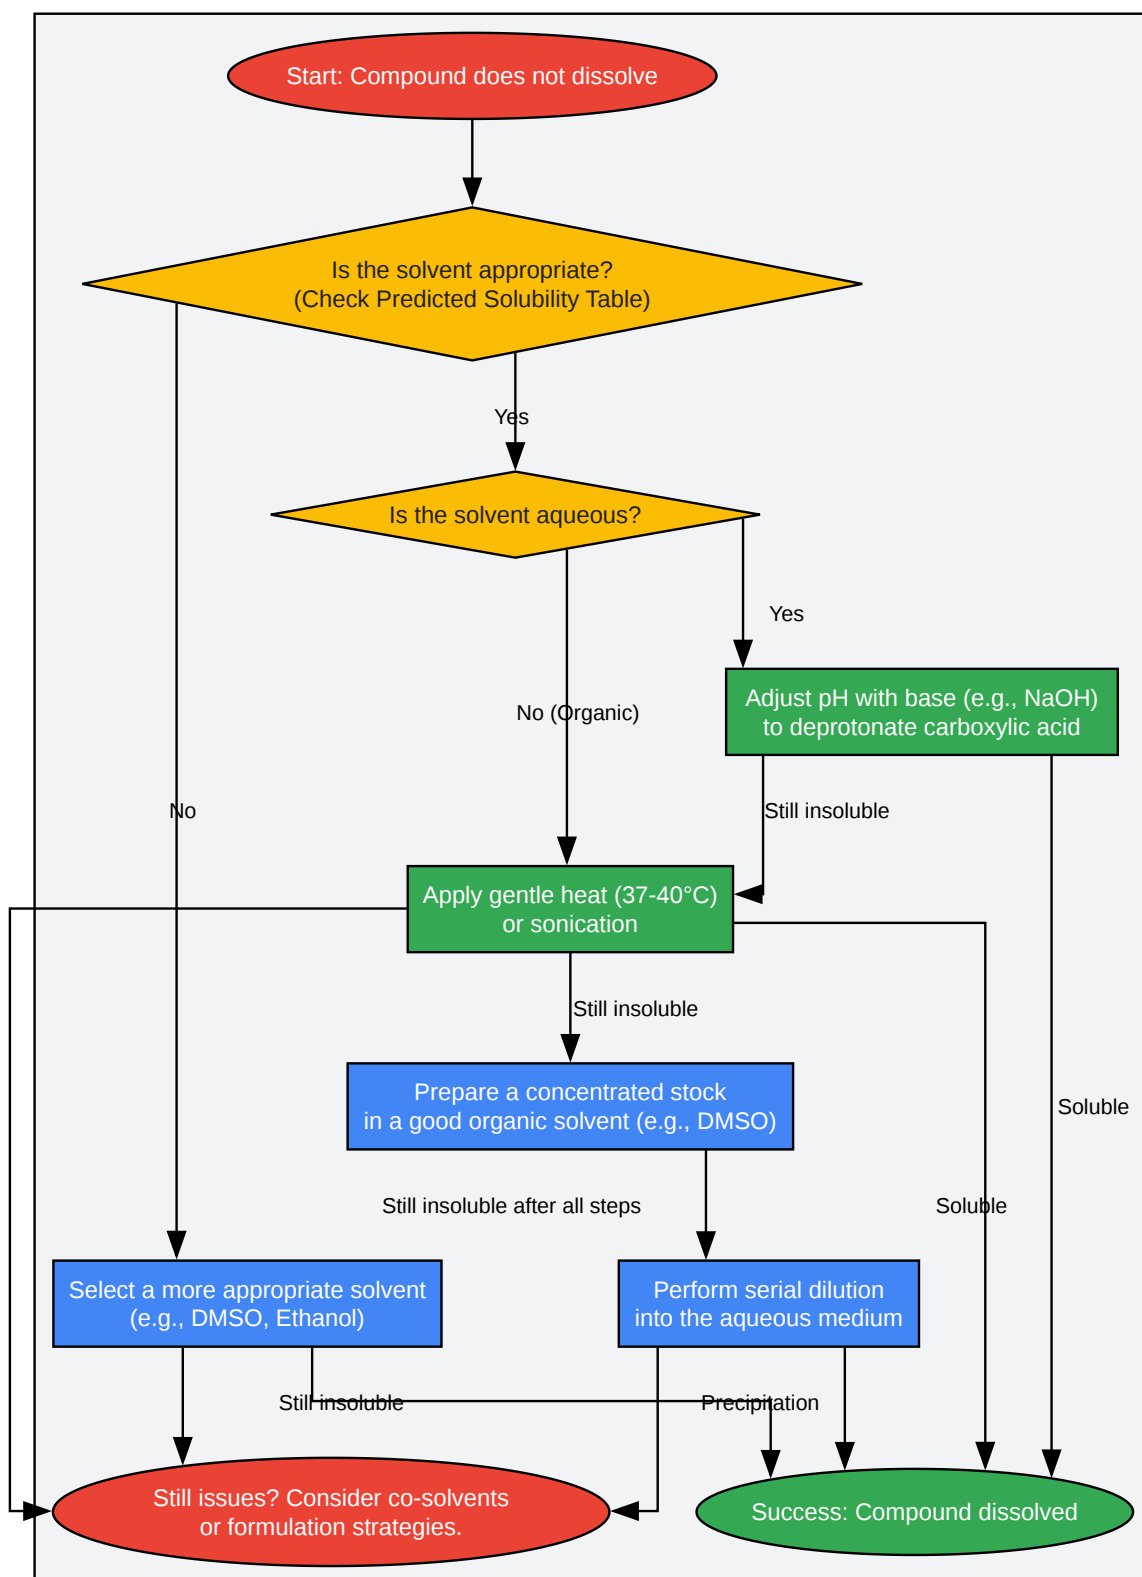 Start: Compound does not dissolve
Is the solvent appropriate?
(Check Predicted Solubility Table)
Yes
Is the solvent aqueous?
Yes
Adjust pH with base (e.g., NaOH)
to deprotonate carboxylic acid
No (Organic)
No
Still insoluble
Apply gentle heat (37-40°C)
or sonication
Still insoluble
Prepare a concentrated stock
in a good organic solvent (e.g., DMSO)
Soluble
Still insoluble after all steps
Soluble
Select a more appropriate solvent
(e.g., DMSO, Ethanol)
Perform serial dilution
into the aqueous medium
Still insoluble
Precipitation
Still issues? Consider co-solvents
or formulation strategies.
Success: Compound dissolved